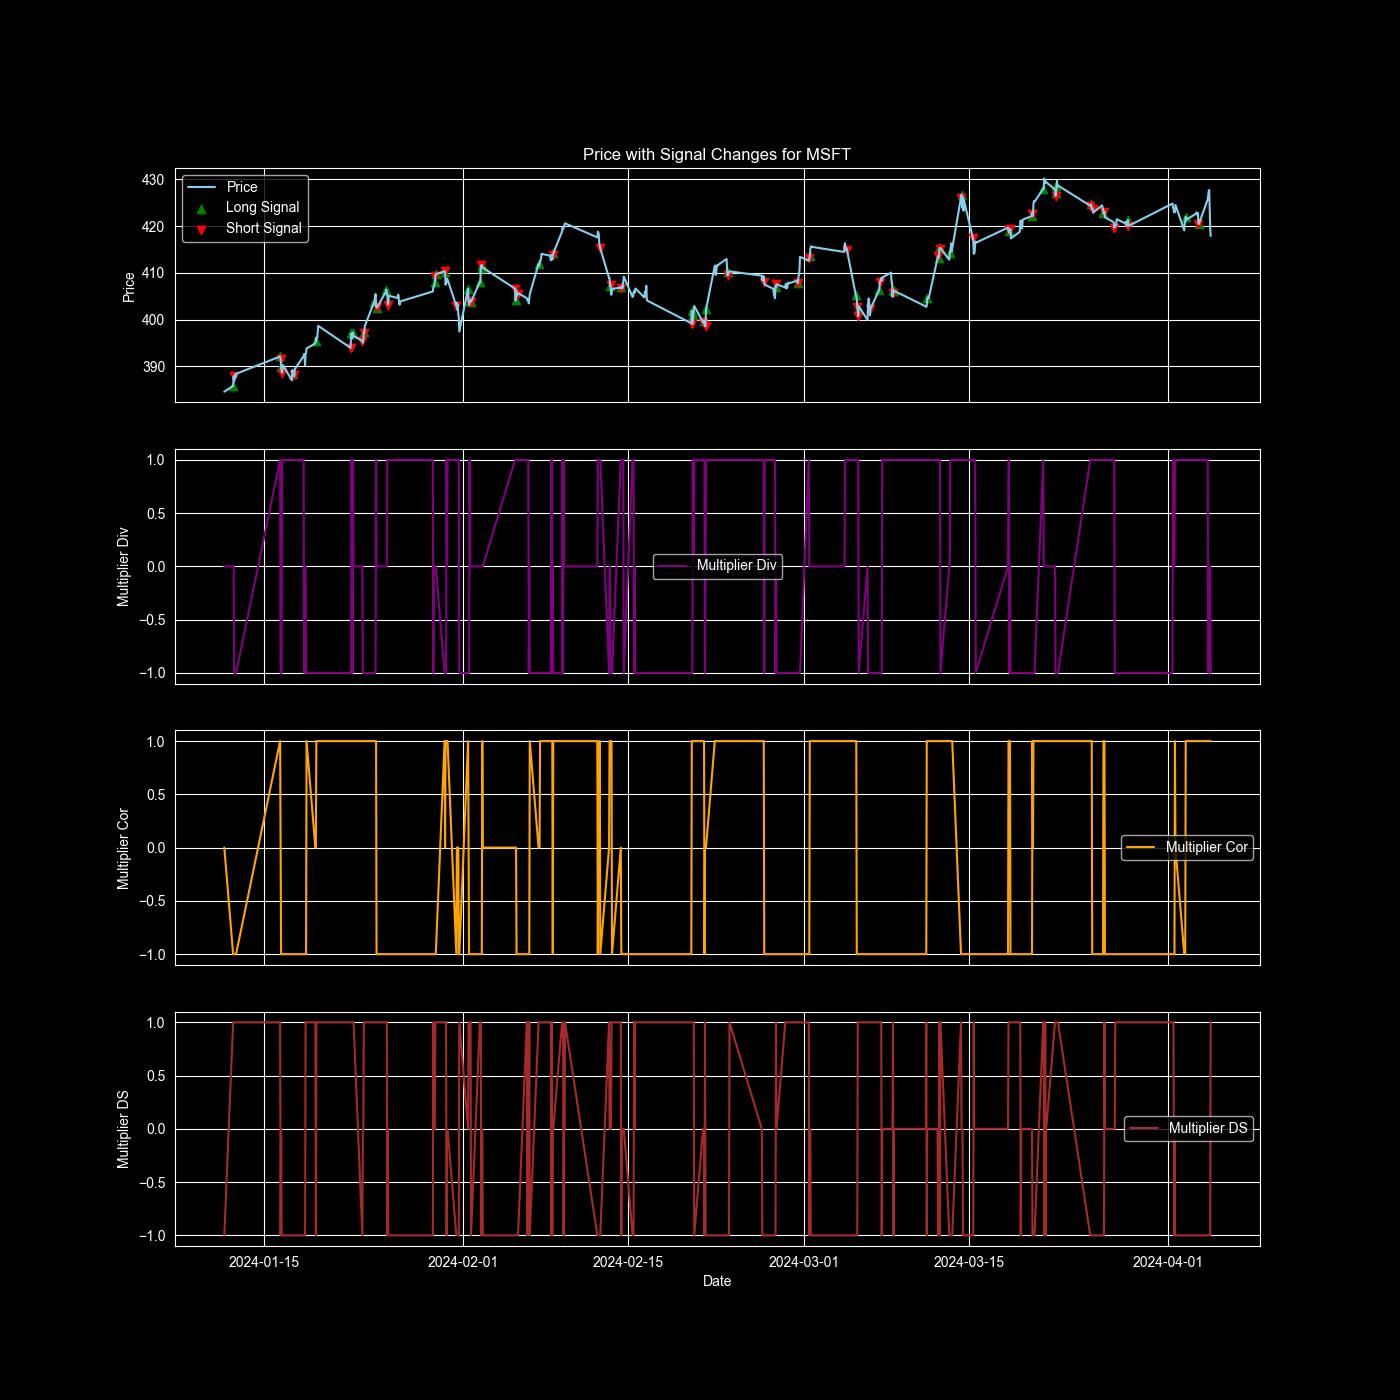 Price with Signal Changes for MSFT
Price
Long Signal
Short Signal
430
420
410
400
390
Price
1.0
0.5
0.0
−0.5
−1.0
Multiplier Div
Multiplier Div
1.0
0.5
0.0
−0.5
−1.0
Multiplier Cor
Multiplier Cor
1.0
0.5
0.0
−0.5
−1.0
Multiplier DS
Multiplier DS
2024-01-15 2024-02-01 2024-02-15 2024-03-01 2024-03-15 2024-04-01
Date